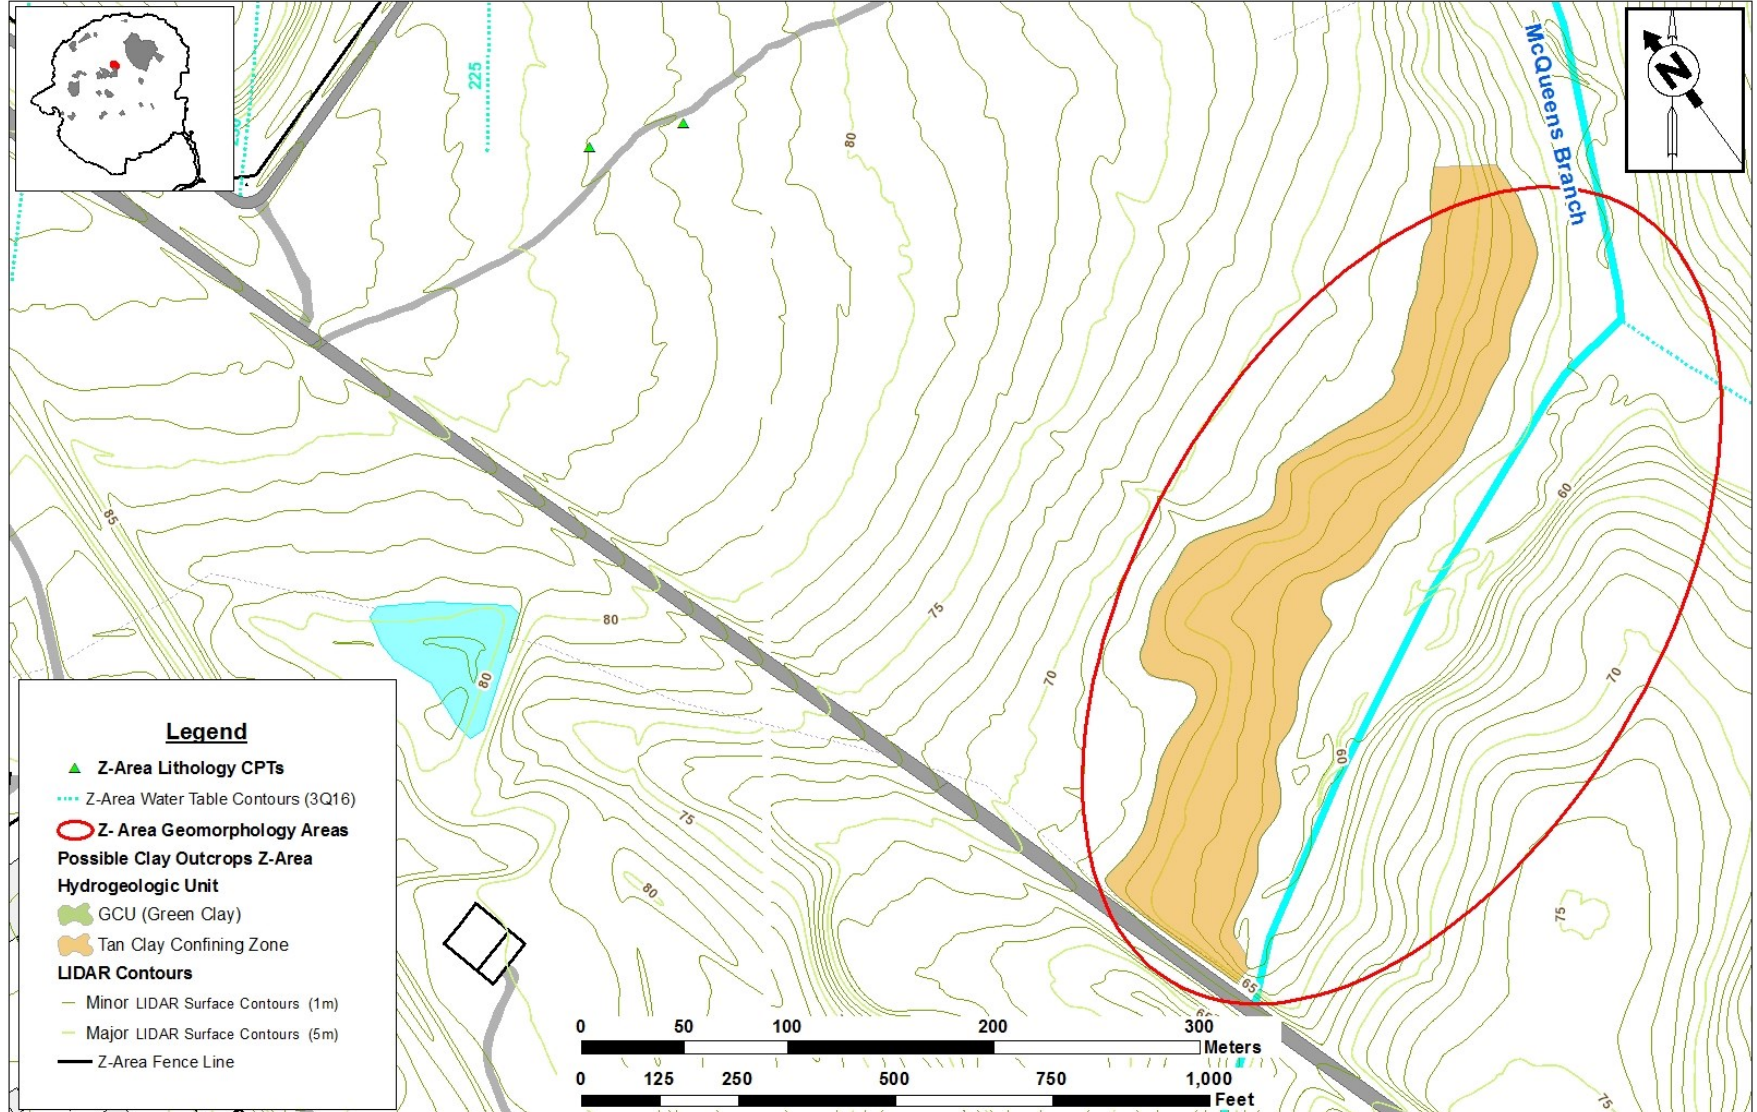 225
80
McQueens Branch
N
85
80
75
70
60
70
80
60
75
80
75
65
75
Legend
Z-Area Lithology CPTs
Z-Area Water Table Contours (3Q16)
Z- Area Geomorphology Areas
Possible Clay Outcrops Z-Area
Hydrogeologic Unit
GCU (Green Clay)
Tan Clay Confining Zone
LIDAR Contours
Minor LIDAR Surface Contours (1m)
Major LIDAR Surface Contours (5m)
Z-Area Fence Line
0 50 100 200 300
Meters
0 125 250 500 750 1,000
Feet